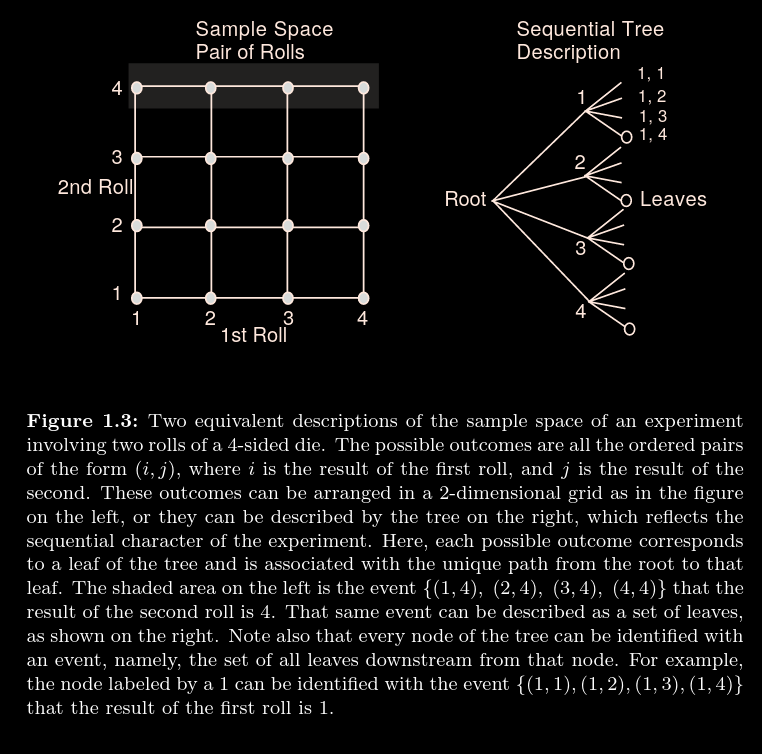 Sample Space
Pair of Rolls
4
3
2nd Roll
2
1
1 2 3 4
1st Roll
Sequential Tree
Description
1, 1
1
1, 2
1, 3
1, 4
2
Root
Leaves
3
4
Figure 1.3: Two equivalent descriptions of the sample space of an experiment
involving two rolls of a 4-sided die. The possible outcomes are all the ordered pairs
of the form (i, j), where i is the result of the first roll, and j is the result of the
second. These outcomes can be arranged in a 2-dimensional grid as in the figure
on the left, or they can be described by the tree on the right, which reflects the
sequential character of the experiment. Here, each possible outcome corresponds
to a leaf of the tree and is associated with the unique path from the root to that
leaf. The shaded area on the left is the event {(1, 4), (2, 4), (3, 4), (4, 4)} that the
result of the second roll is 4. That same event can be described as a set of leaves,
as shown on the right. Note also that every node of the tree can be identified with
an event, namely, the set of all leaves downstream from that node. For example,
the node labeled by a 1 can be identified with the event {(1, 1), (1, 2), (1, 3), (1, 4)}
that the result of the first roll is 1.